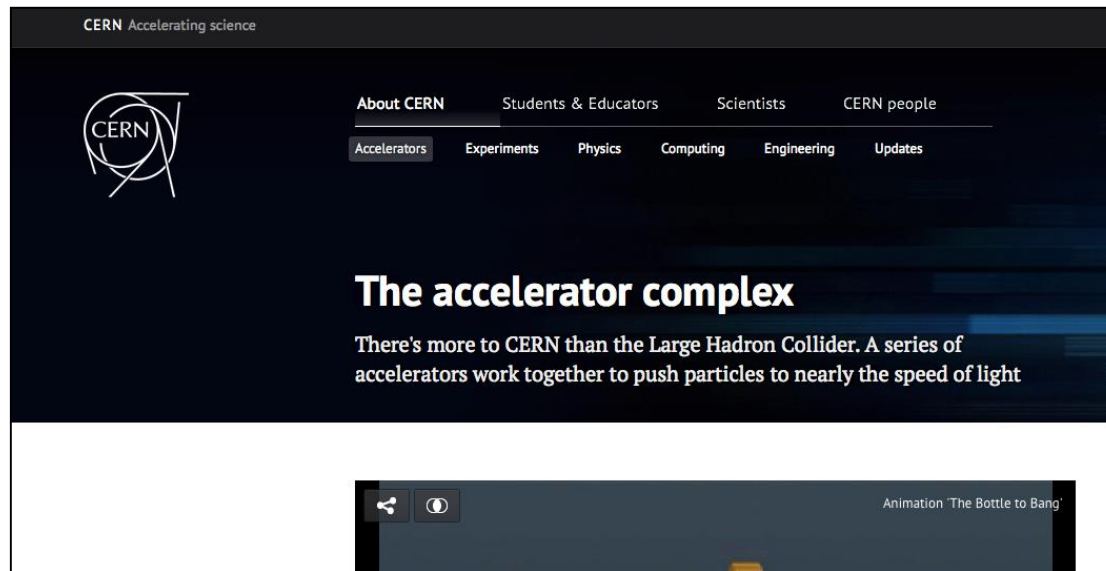 CERN Accelerating science
CERN
About CERN Students & Educators Scientists CERN people
Accelerators Experiments Physics Computing Engineering Updates
The accelerator complex
There's more to CERN than the Large Hadron Collider. A series of
accelerators work together to push particles to nearly the speed of light
Animation 'The Bottle to Bang'